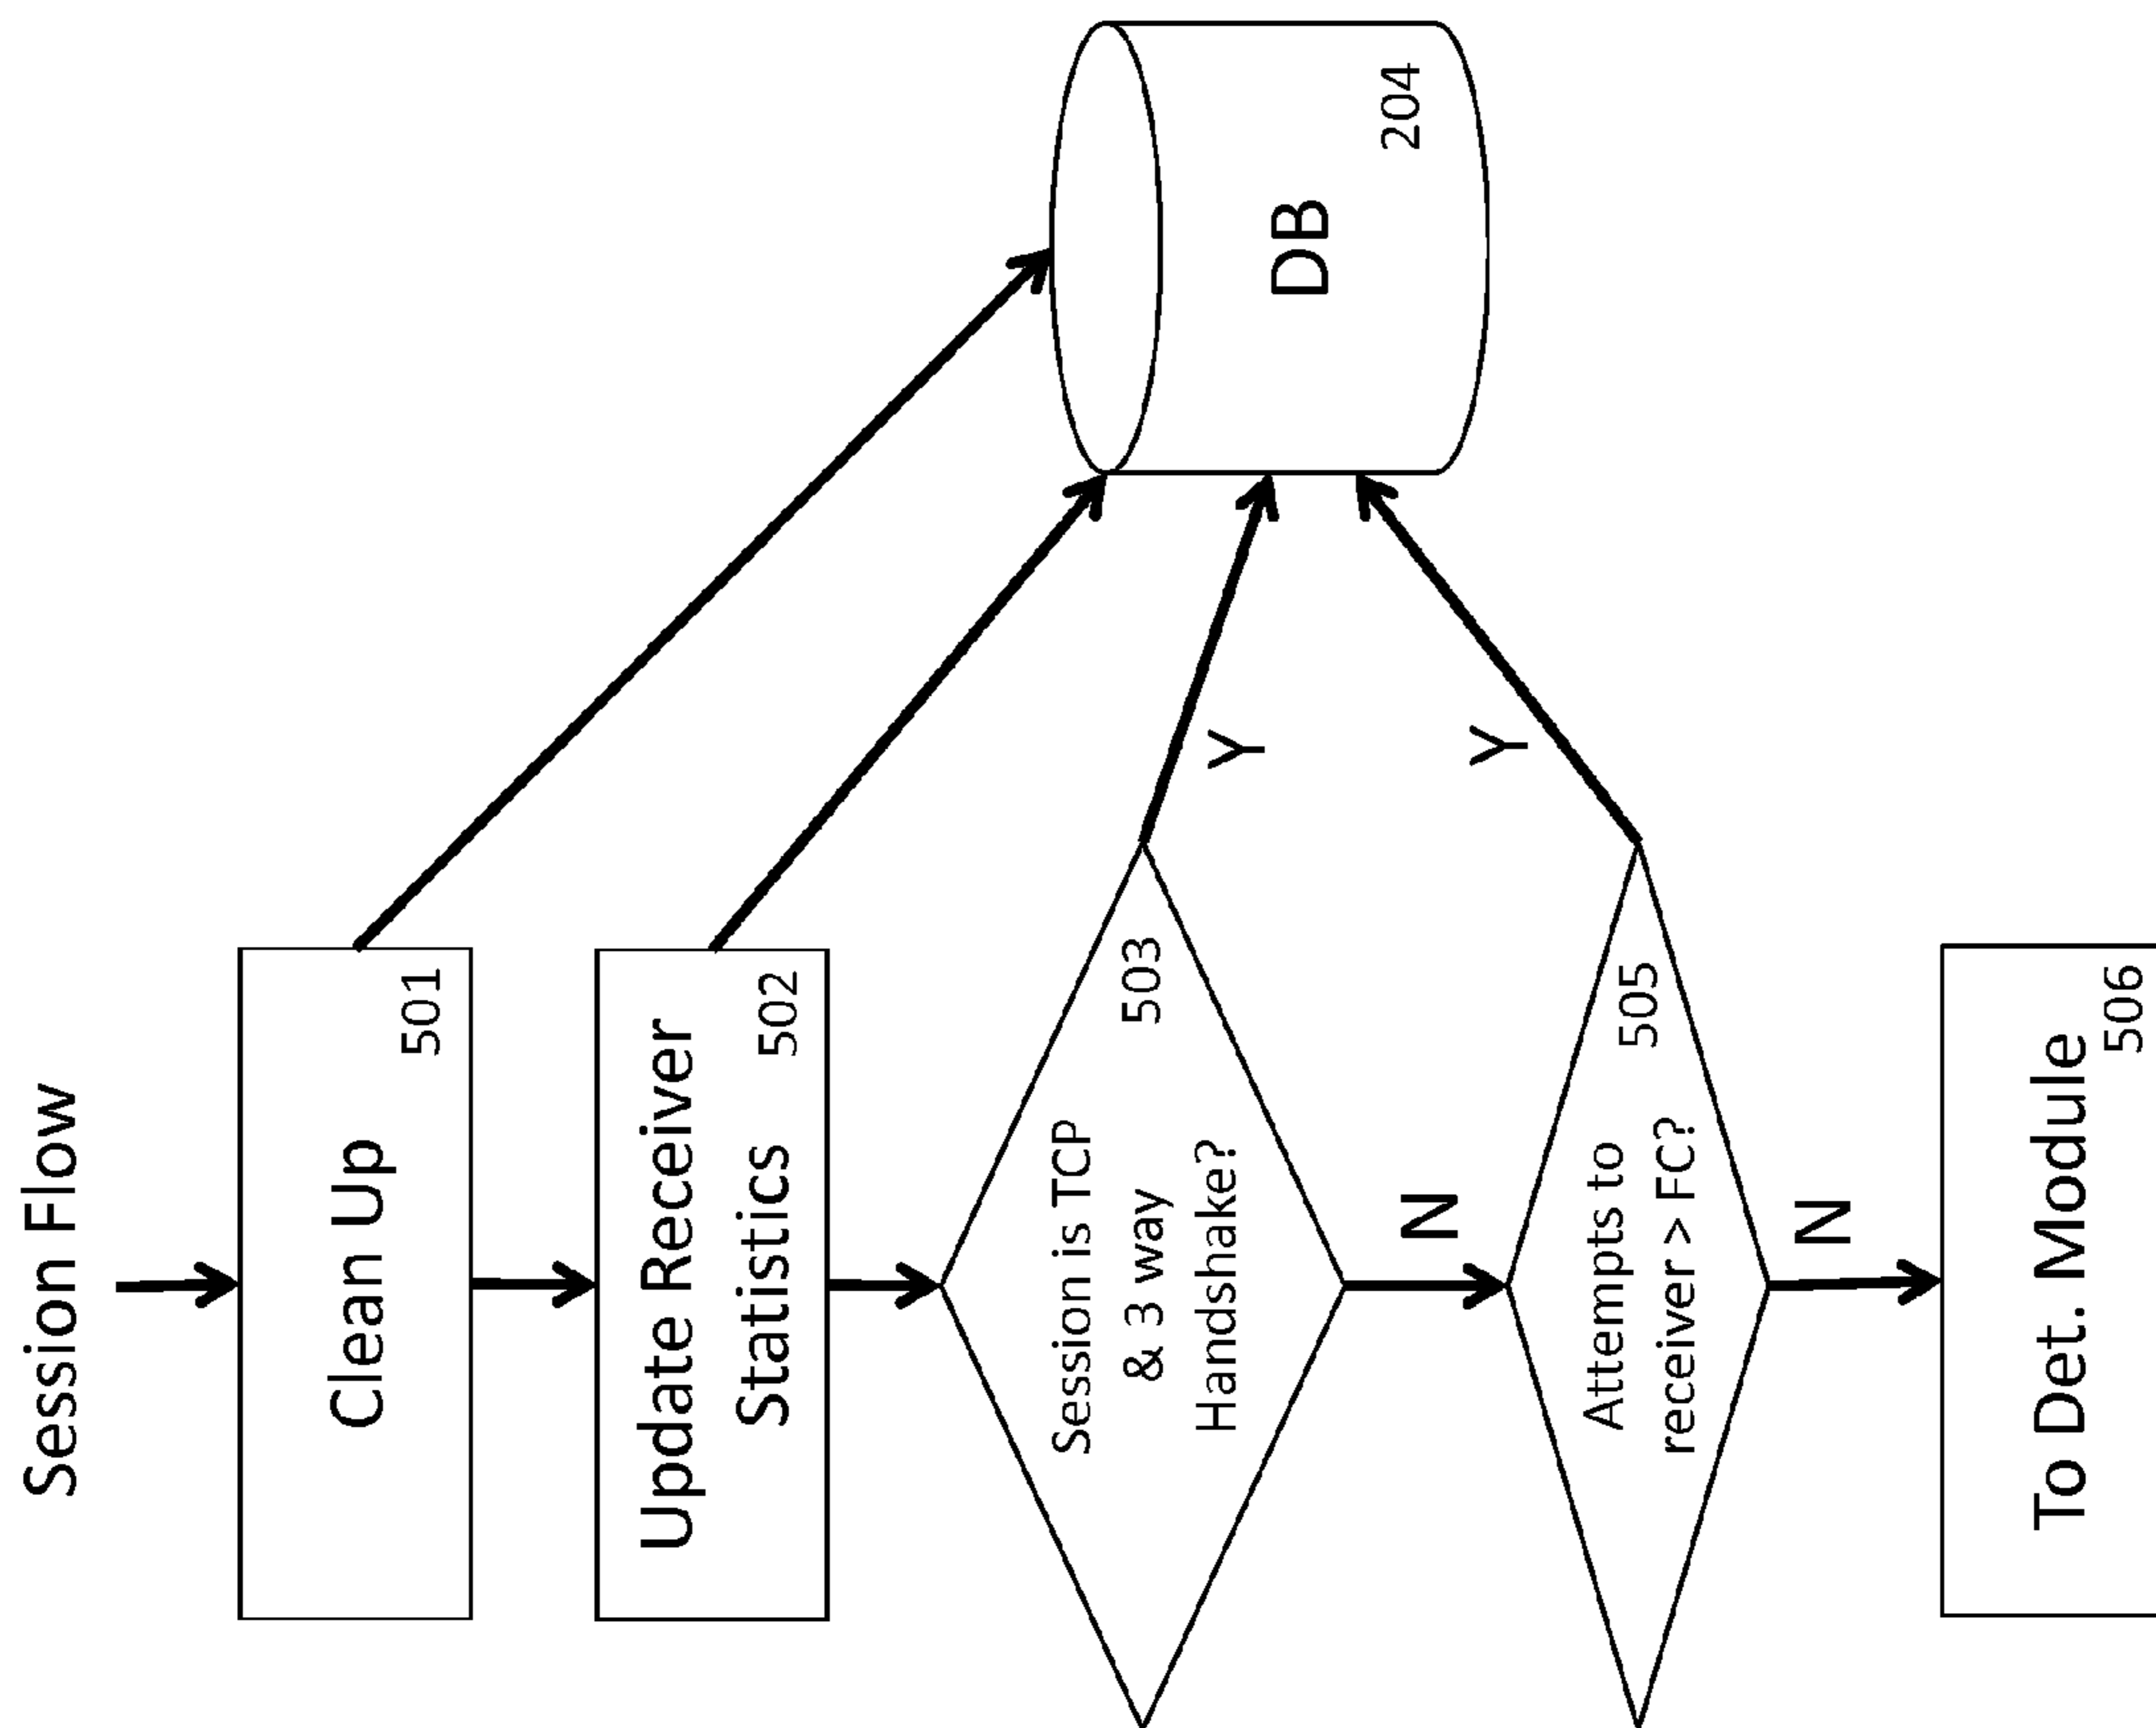 Session Flow
Clean Up
501
Update Receiver
Statistics
502
Session is TCP
& 3 way
Handshake?
503
Y
N
Attempts to
receiver > FC?
505
Y
N
To Det. Module
506
DB
204